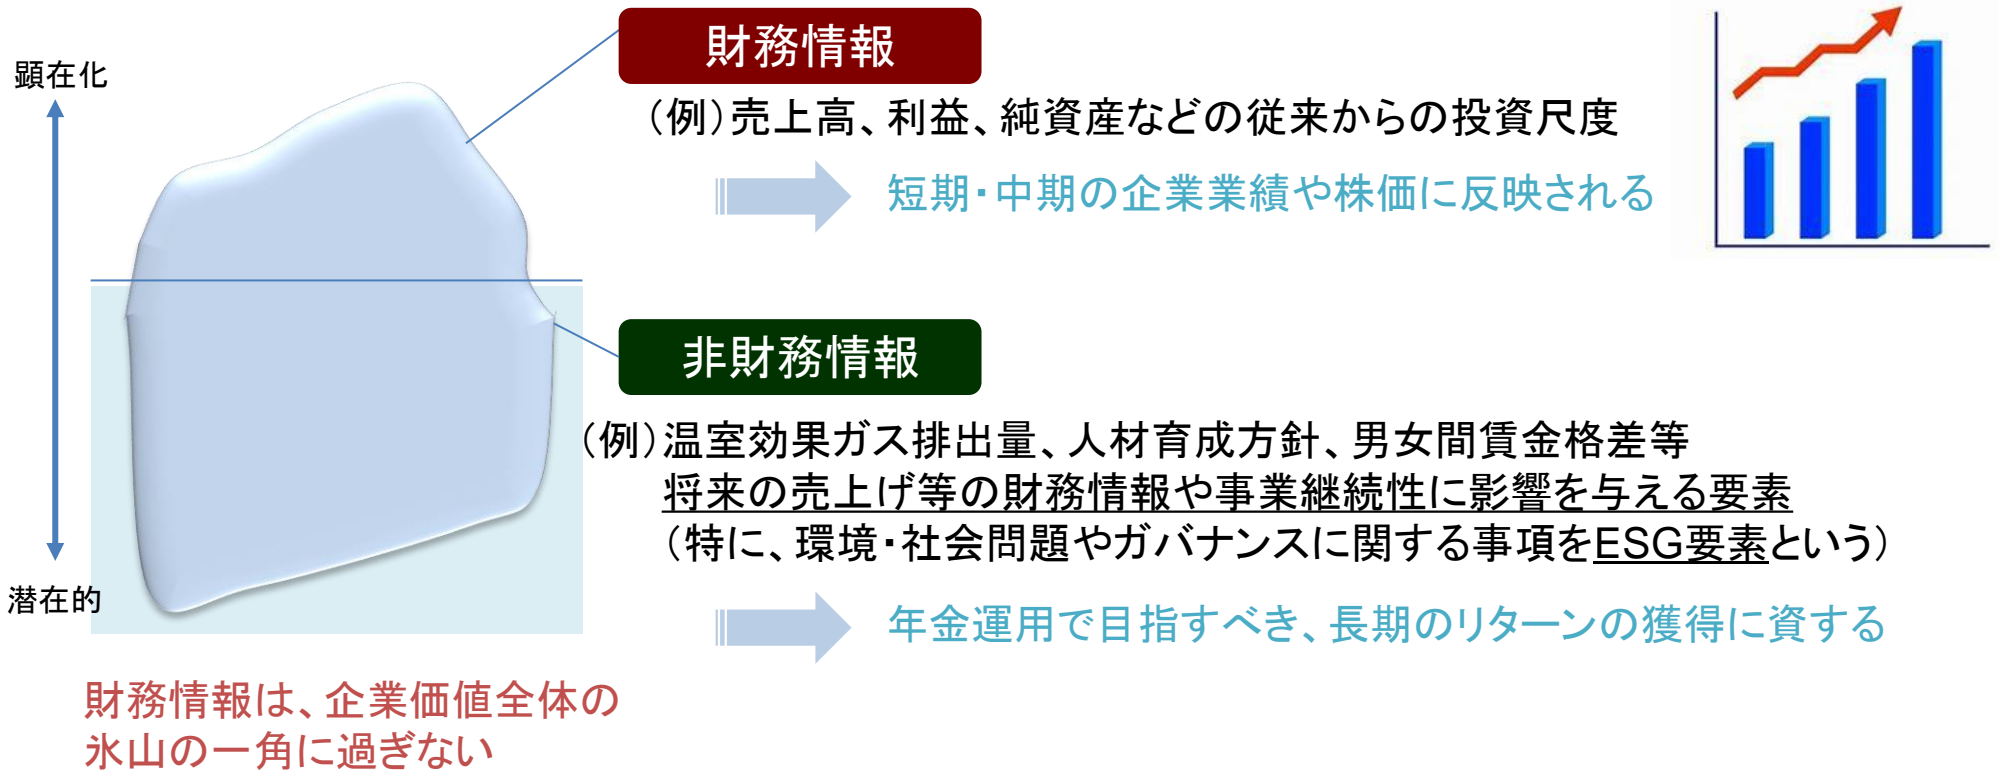 顕在化
財務情報
（例）売上高、利益、純資産などの従来からの投資尺度
短期・中期の企業業績や株価に反映される
非財務情報
（例）温室効果ガス排出量、人材育成方針、男女間賃金格差等
将来の売上げ等の財務情報や事業継続性に影響を与える要素
（特に、環境・社会問題やガバナンスに関する事項をESG要素という）
潜在的
年金運用で目指すべき、長期のリターンの獲得に資する
財務情報は、企業価値全体の
氷山の一角に過ぎない